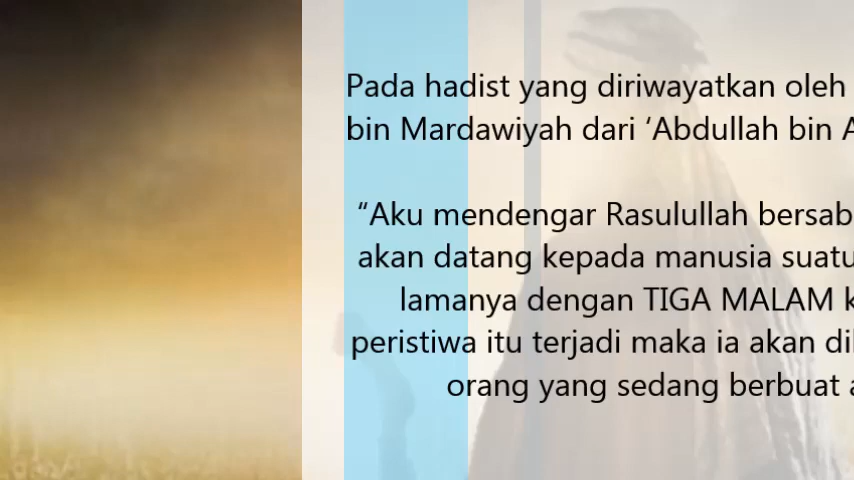 Pada hadist yang diriwayatkan oleh
bin Mardawiyah dari ‘Abdullah bin
“Aku mendengar Rasulullah
akan datang kepada manusia
lamanya dengan TIGA MALAM
peristiwa itu terjadi maka ia akan
orang yang sedang berbuat